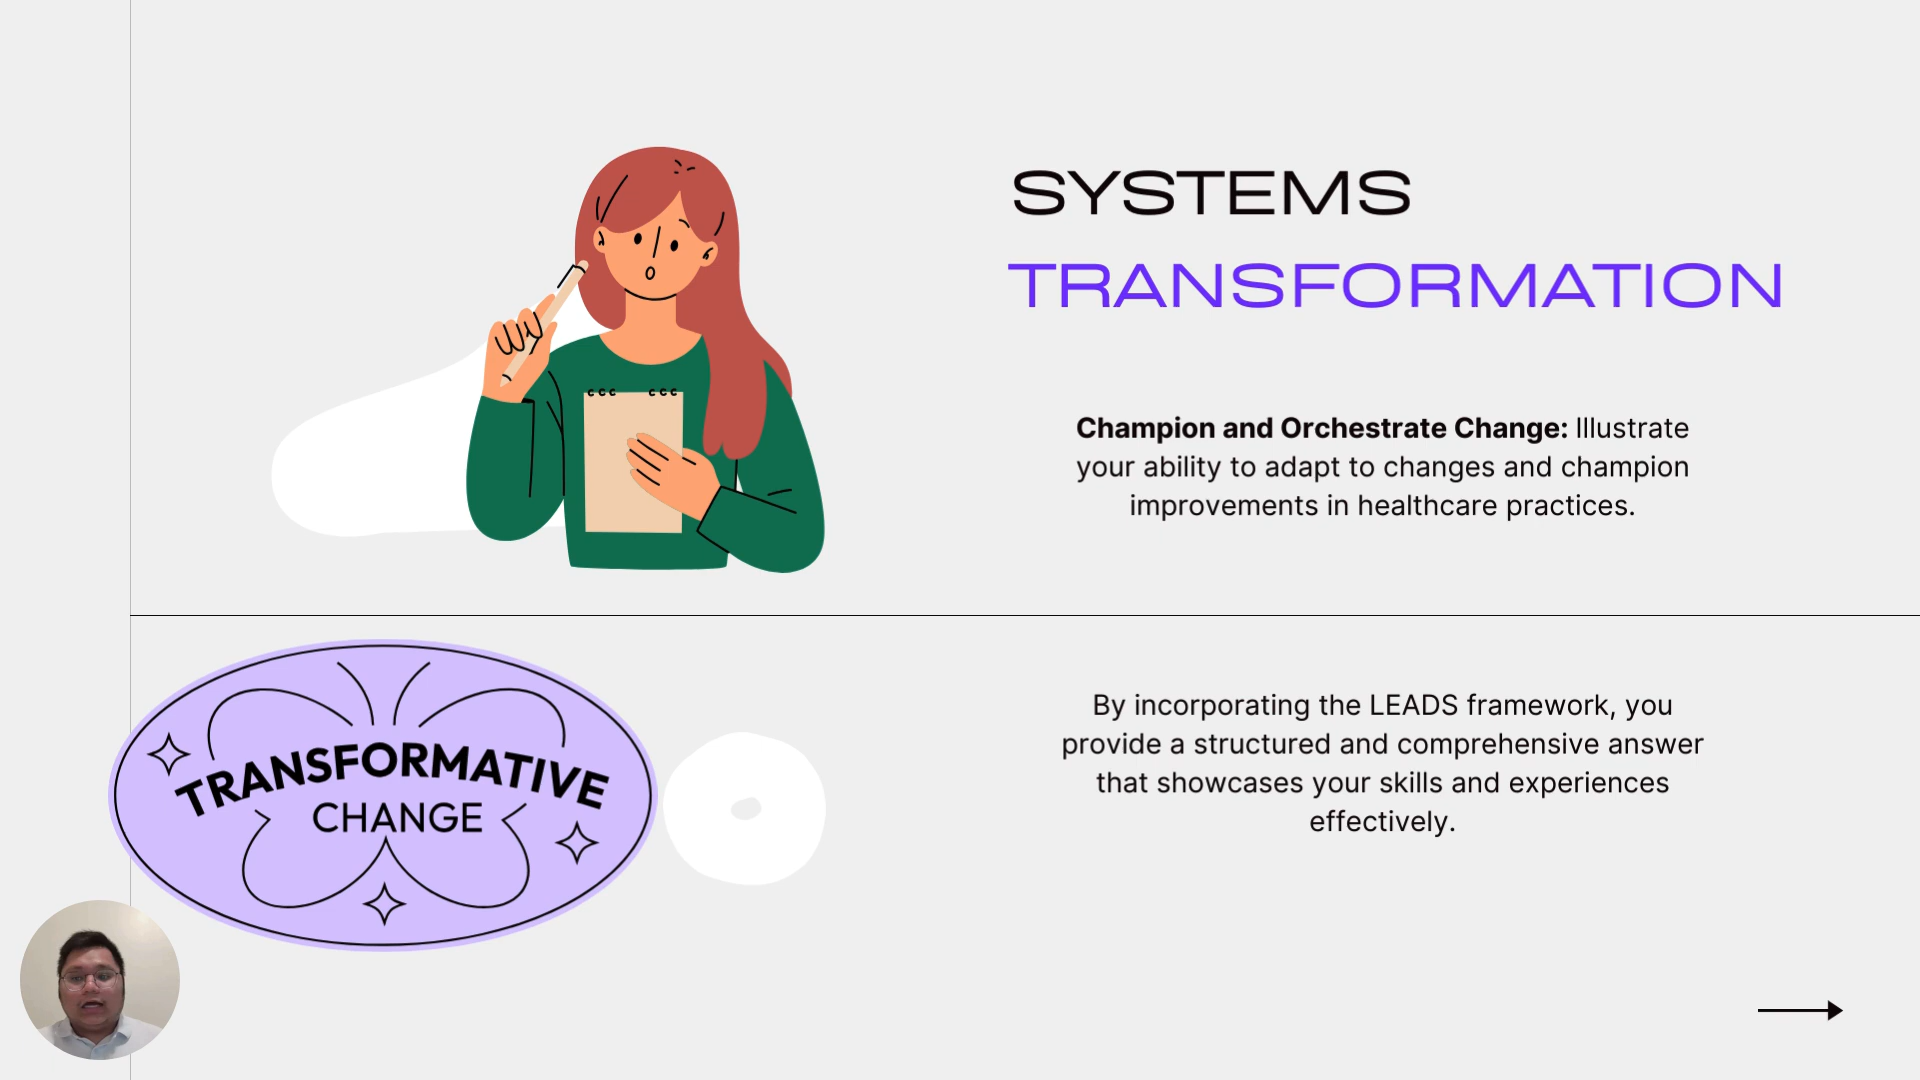 SYSTEMS
TRANSFORMATION
Champion and Orchestrate Change: Illustrate
your ability to adapt to changes and champion
improvements in healthcare practices.
TRANSFORMATIVE
CHANGE
By incorporating the LEADS framework, you
provide a structured and comprehensive answer
that showcases your skills and experiences
effectively.